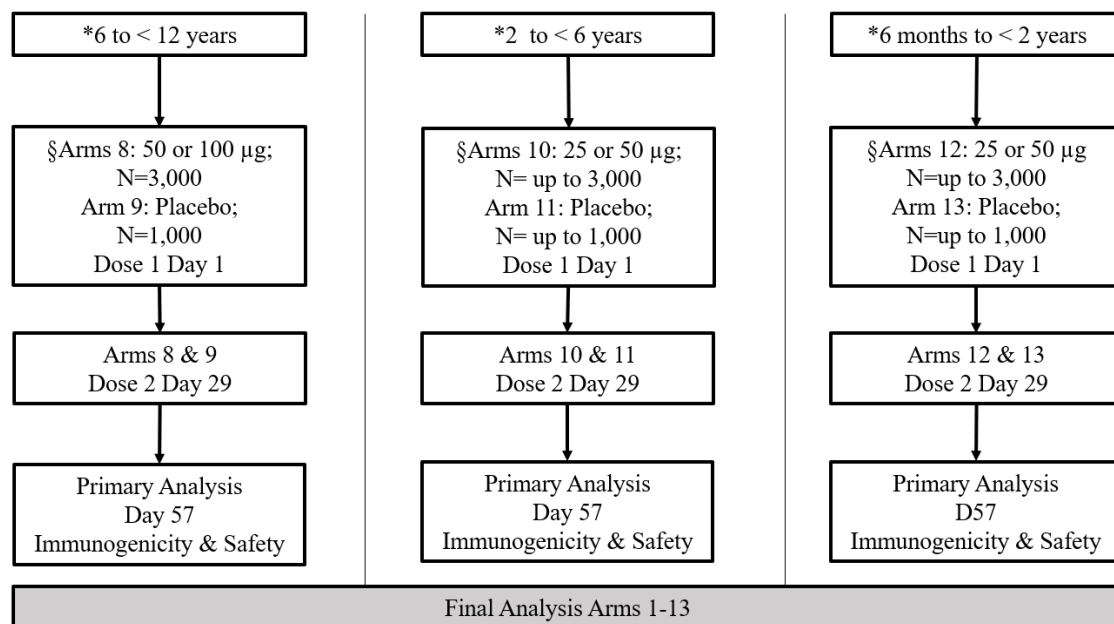 *6 to < 12 years
§Arms 8: 50 or 100 µg;
N=3,000
Arm 9: Placebo;
N=1,000
Dose 1 Day 1
Arms 8 & 9
Dose 2 Day 29
Primary Analysis
Day 57
Immunogenicity & Safety
*2 to < 6 years
§Arms 10: 25 or 50 µg;
N= up to 3,000
Arm 11: Placebo;
N= up to 1,000
Dose 1 Day 1
Arms 10 & 11
Dose 2 Day 29
Primary Analysis
Day 57
Immunogenicity & Safety
*6 months to < 2 years
§Arms 12: 25 or 50 µg
N=up to 3,000
Arm 13: Placebo;
N=up to 1,000
Dose 1 Day 1
Arms 12 & 13
Dose 2 Day 29
Primary Analysis
D57
Immunogenicity & Safety
Final Analysis Arms 1-13